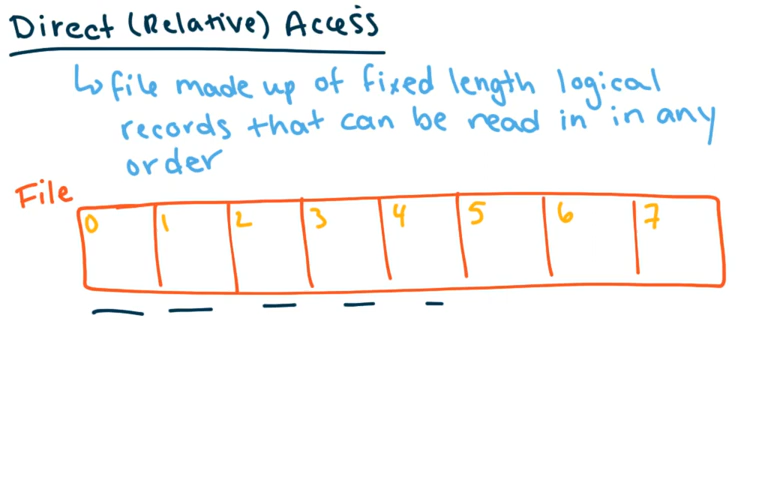 Direct (Relative) Access
↳ file made up of fixed length logical
records that can be read in in any
order
File
0 1 2 3 4 5 6 7